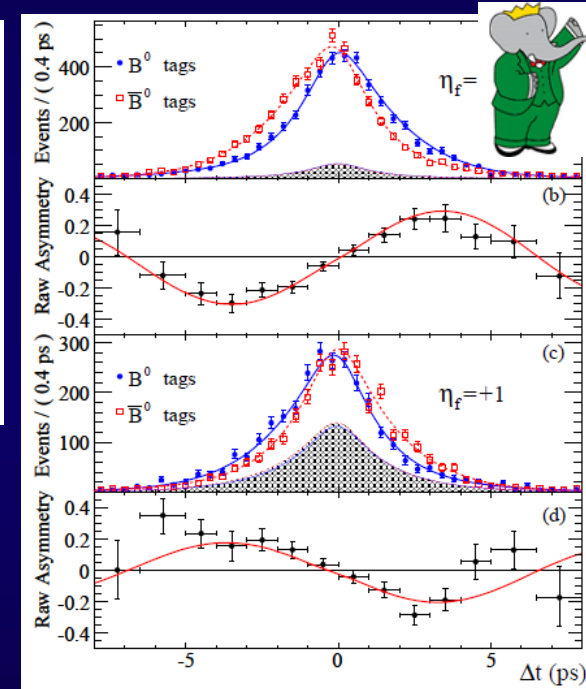 Events / ( 0.4 ps )
400
200
B⁰ tags
B̅⁰ tags
η_f=
Raw Asymmetry
0.4
0.2
0
-0.2
-0.4
(b)
Events / ( 0.4 ps )
300
200
100
B⁰ tags
B̅⁰ tags
(c)
η_f=+1
Raw Asymmetry
0.4
0.2
0
-0.2
-0.4
(d)
-5 0 5
Δt (ps)